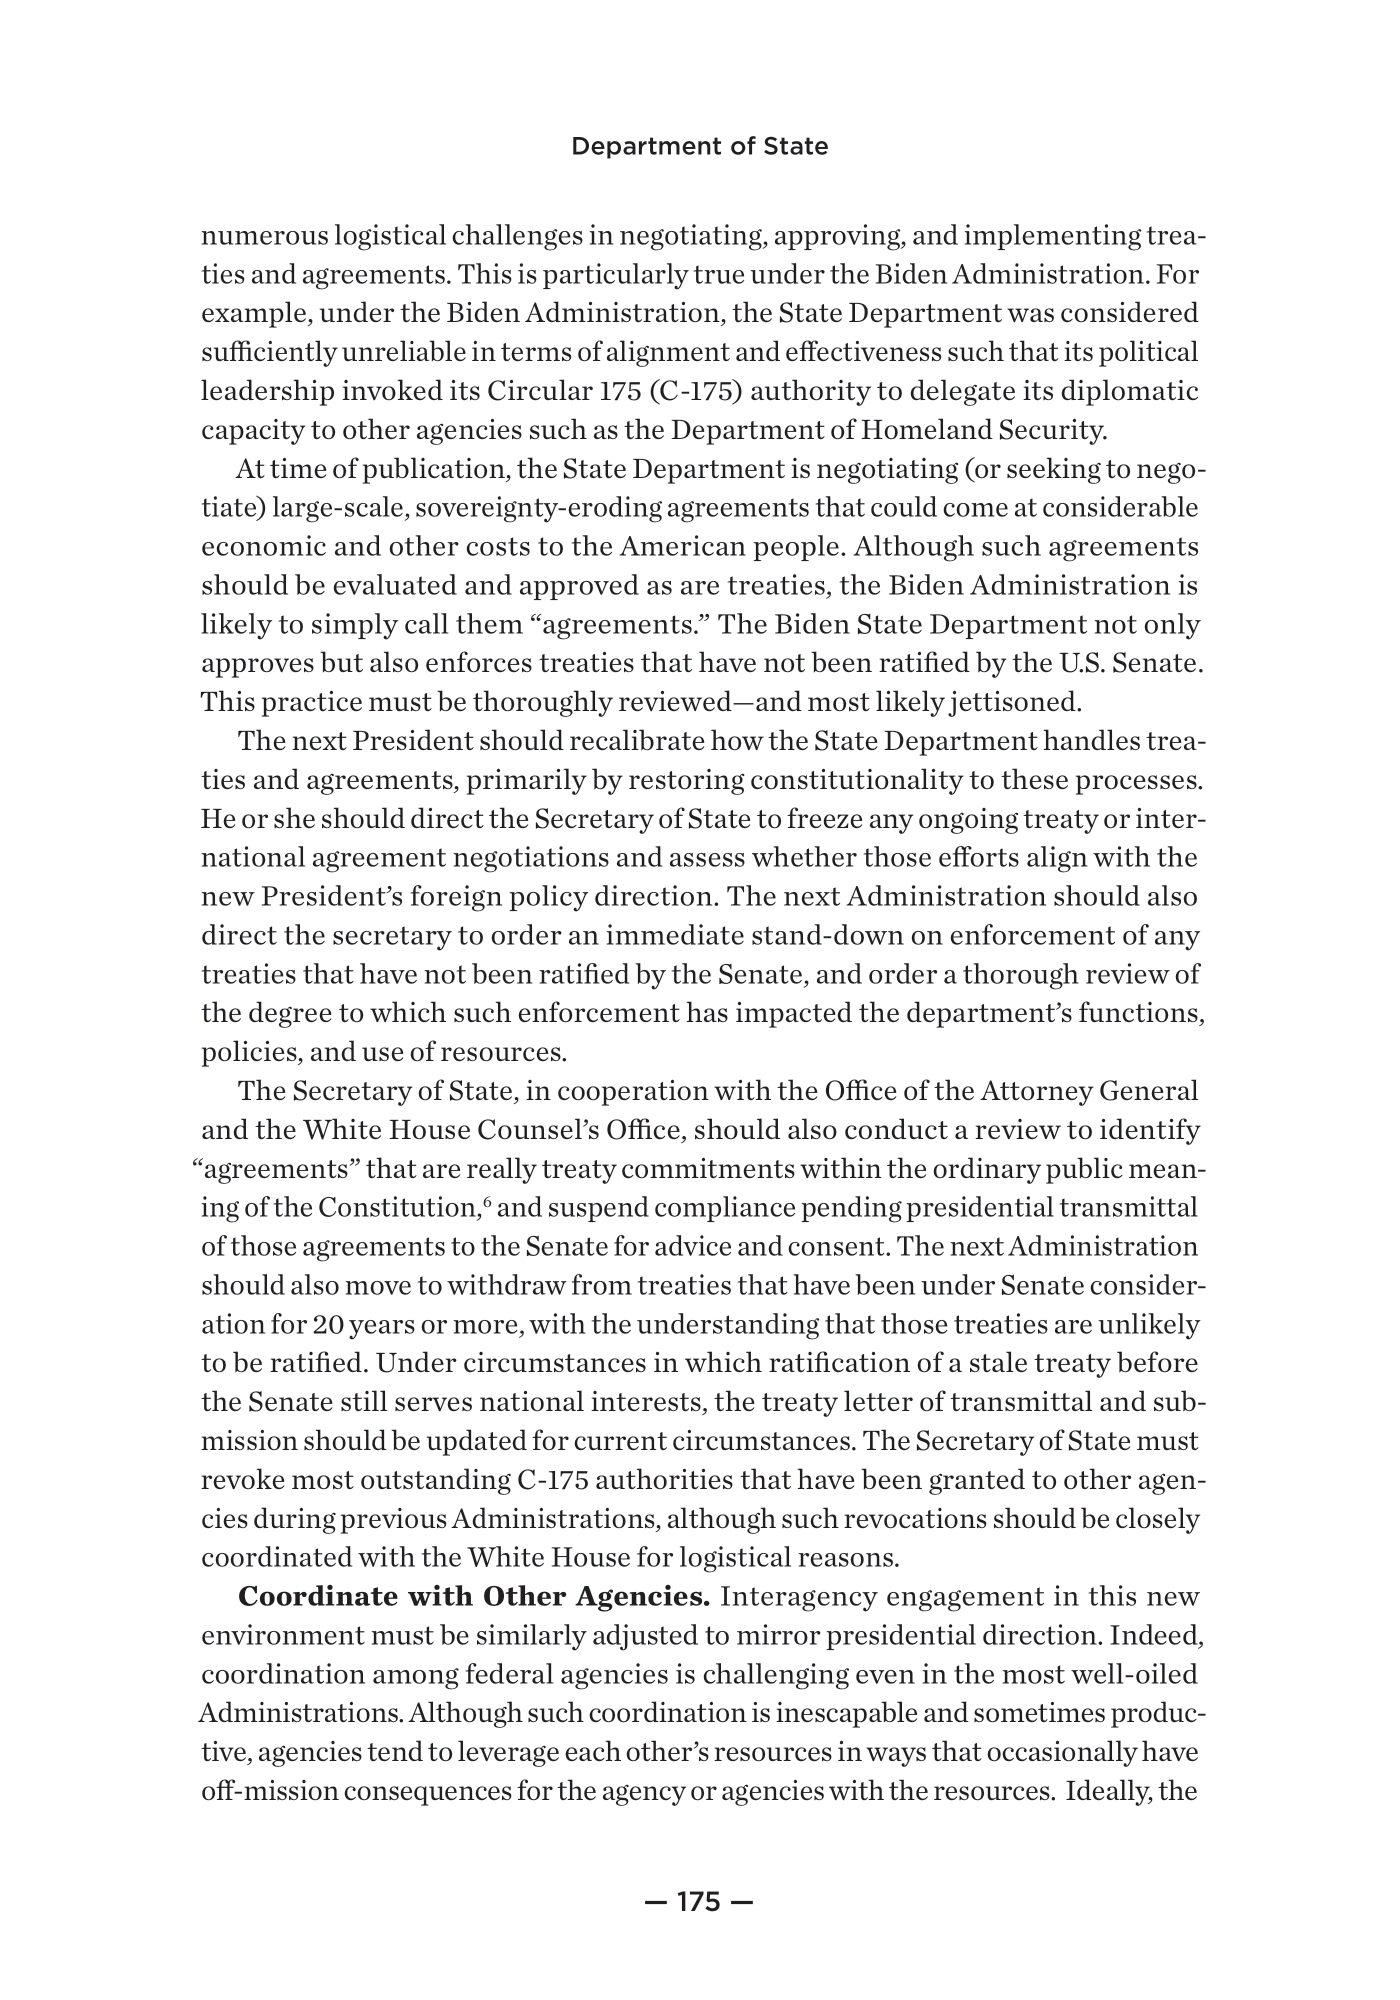 Department of State
numerous logistical challenges in negotiating, approving, and implementing trea-
ties and agreements. This is particularly true under the Biden Administration. For
example, under the Biden Administration, the State Department was considered
sufficiently unreliable in terms of alignment and effectiveness such that its political
leadership invoked its Circular 175 (C-175) authority to delegate its diplomatic
capacity to other agencies such as the Department of Homeland Security.
At time of publication, the State Department is negotiating (or seeking to nego-
tiate) large-scale, sovereignty-eroding agreements that could come at considerable
economic and other costs to the American people. Although such agreements
should be evaluated and approved as are treaties, the Biden Administration is
likely to simply call them “agreements.” The Biden State Department not only
approves but also enforces treaties that have not been ratified by the U.S. Senate.
This practice must be thoroughly reviewed—and most likely jettisoned.
The next President should recalibrate how the State Department handles trea-
ties and agreements, primarily by restoring constitutionality to these processes.
He or she should direct the Secretary of State to freeze any ongoing treaty or inter-
national agreement negotiations and assess whether those efforts align with the
new President’s foreign policy direction. The next Administration should also
direct the secretary to order an immediate stand-down on enforcement of any
treaties that have not been ratified by the Senate, and order a thorough review of
the degree to which such enforcement has impacted the department’s functions,
policies, and use of resources.
The Secretary of State, in cooperation with the Office of the Attorney General
and the White House Counsel’s Office, should also conduct a review to identify
“agreements” that are really treaty commitments within the ordinary public mean-
ing of the Constitution,⁶ and suspend compliance pending presidential transmittal
of those agreements to the Senate for advice and consent. The next Administration
should also move to withdraw from treaties that have been under Senate consider-
ation for 20 years or more, with the understanding that those treaties are unlikely
to be ratified. Under circumstances in which ratification of a stale treaty before
the Senate still serves national interests, the treaty letter of transmittal and sub-
mission should be updated for current circumstances. The Secretary of State must
revoke most outstanding C-175 authorities that have been granted to other agen-
cies during previous Administrations, although such revocations should be closely
coordinated with the White House for logistical reasons.
Coordinate with Other Agencies. Interagency engagement in this new
environment must be similarly adjusted to mirror presidential direction. Indeed,
coordination among federal agencies is challenging even in the most well-oiled
Administrations. Although such coordination is inescapable and sometimes produc-
tive, agencies tend to leverage each other’s resources in ways that occasionally have
off-mission consequences for the agency or agencies with the resources. Ideally, the
— 175 —